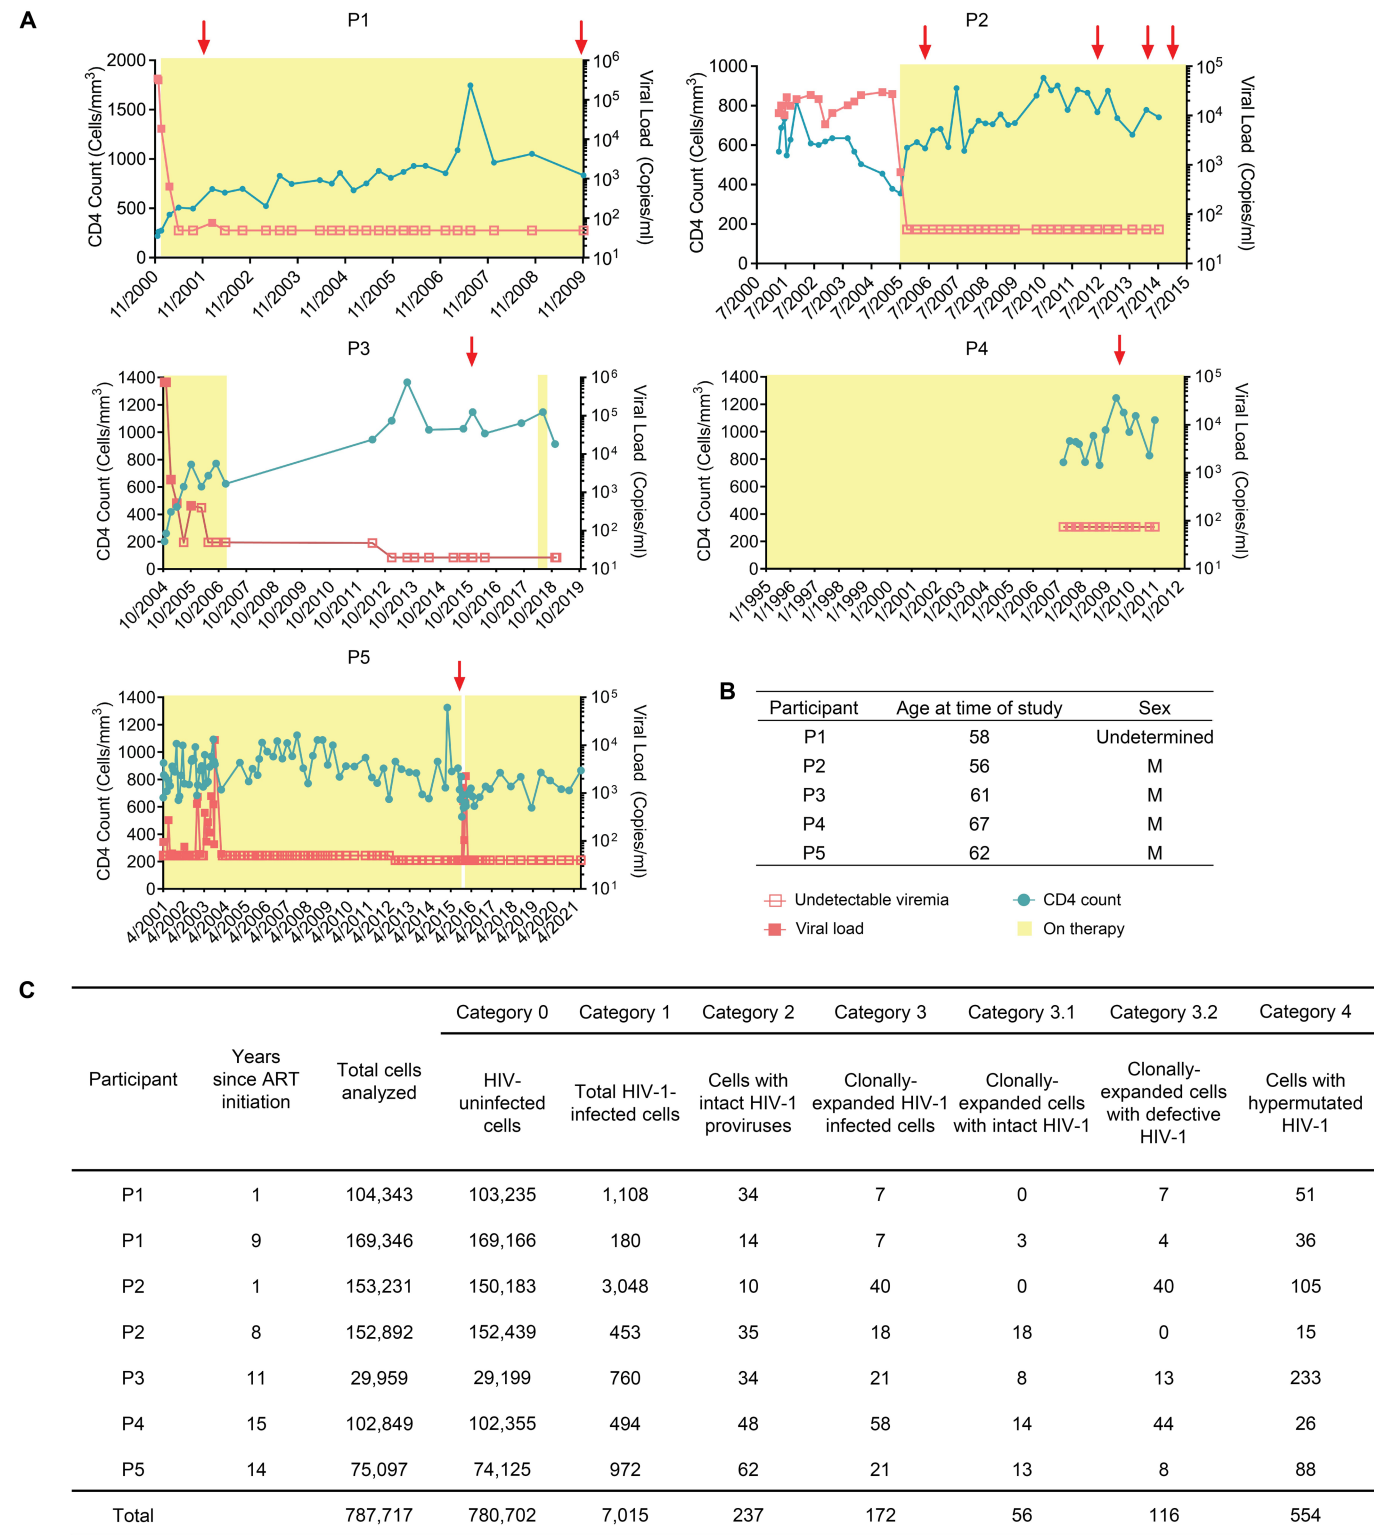 A
P1
CD4 Count (Cells/mm³)
2000
1500
1000
500
0
10⁶
10⁵
10⁴
10³
10²
10¹
Viral Load (Copies/ml)
11/2000
11/2001
11/2002
11/2003
11/2004
11/2005
11/2006
11/2007
11/2008
11/2009
P2
CD4 Count (Cells/mm³)
1000
800
600
400
200
0
10⁵
10⁴
10³
10²
10¹
Viral Load (Copies/ml)
7/2000
7/2001
7/2002
7/2003
7/2004
7/2005
7/2006
7/2007
7/2008
7/2009
7/2010
7/2011
7/2012
7/2013
7/2014
7/2015
P3
CD4 Count (Cells/mm³)
1400
1200
1000
800
600
400
200
0
10⁶
10⁵
10⁴
10³
10²
10¹
Viral Load (Copies/ml)
10/2004
10/2005
10/2006
10/2007
10/2008
10/2009
10/2010
10/2011
10/2012
10/2013
10/2014
10/2015
10/2016
10/2017
10/2018
10/2019
P4
CD4 Count (Cells/mm³)
1400
1200
1000
800
600
400
200
0
10⁵
10⁴
10³
10²
10¹
Viral Load (Copies/ml)
1/1995
1/1996
1/1997
1/1998
1/1999
1/2000
1/2001
1/2002
1/2003
1/2004
1/2005
1/2006
1/2007
1/2008
1/2009
1/2010
1/2011
1/2012
P5
CD4 Count (Cells/mm³)
1400
1200
1000
800
600
400
200
0
10⁵
10⁴
10³
10²
10¹
Viral Load (Copies/ml)
4/2001
4/2002
4/2003
4/2004
4/2005
4/2006
4/2007
4/2008
4/2009
4/2010
4/2011
4/2012
4/2013
4/2014
4/2015
4/2016
4/2017
4/2018
4/2019
4/2020
4/2021
B
Participant Age at time of study Sex
P1 58 Undetermined
P2 56 M
P3 61 M
P4 67 M
P5 62 M
Undetectable viremia CD4 count
Viral load On therapy
C
Category 0 Category 1 Category 2 Category 3 Category 3.1 Category 3.2 Category 4
Participant
Years
since ART
initiation
Total cells
analyzed
HIV-
uninfected
cells
Total HIV-1-
infected cells
Cells with
intact HIV-1
proviruses
Clonally-
expanded HIV-1
infected cells
Clonally-
expanded cells
with intact HIV-1
Clonally-
expanded cells
with defective
HIV-1
Cells with
hypermutated
HIV-1
P1 1 104,343 103,235 1,108 34 7 0 7 51
P1 9 169,346 169,166 180 14 7 3 4 36
P2 1 153,231 150,183 3,048 10 40 0 40 105
P2 8 152,892 152,439 453 35 18 18 0 15
P3 11 29,959 29,199 760 34 21 8 13 233
P4 15 102,849 102,355 494 48 58 14 44 26
P5 14 75,097 74,125 972 62 21 13 8 88
Total 787,717 780,702 7,015 237 172 56 116 554